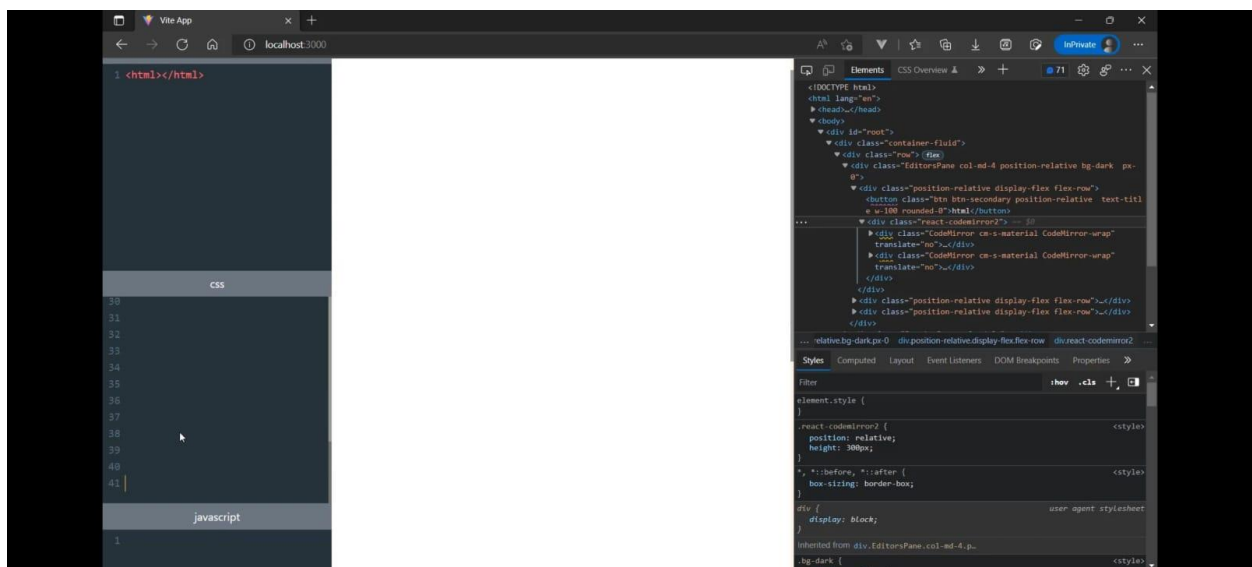 Vite App
localhost:3000
InPrivate
1 <html></html>
css
30
31
32
33
34
35
36
37
38
39
40
41
javascript
1
Elements CSS Overview
71
<!DOCTYPE html>
<html lang="en">
<head>…</head>
<body>
<div id="root">
<div class="container-fluid">
<div class="row"> flex
<div class="EditorsPane col-md-4 position-relative bg-dark px-
0">
<div class="position-relative display-flex flex-row">
<button class="btn btn-secondary position-relative text-titl
e w-100 rounded-0">html</button>
... <div class="react-codemirror2"> == $0
<div class="CodeMirror cm-s-material CodeMirror-wrap"
translate="no">…</div>
<div class="CodeMirror cm-s-material CodeMirror-wrap"
translate="no">…</div>
</div>
</div>
<div class="position-relative display-flex flex-row">…</div>
<div class="position-relative display-flex flex-row">…</div>
</div>
... elative.bg-dark.px-0 div.position-relative.display-flex.flex-row div.react-codemirror2 ...
Styles Computed Layout Event Listeners DOM Breakpoints Properties
Filter
:hov .cls
element.style {
}
.react-codemirror2 { <style>
position: relative;
height: 300px;
}
*, *::before, *::after { <style>
box-sizing: border-box;
}
div { user agent stylesheet
display: block;
}
Inherited from div.EditorsPane.col-md-4.p…
.bg-dark { <style>